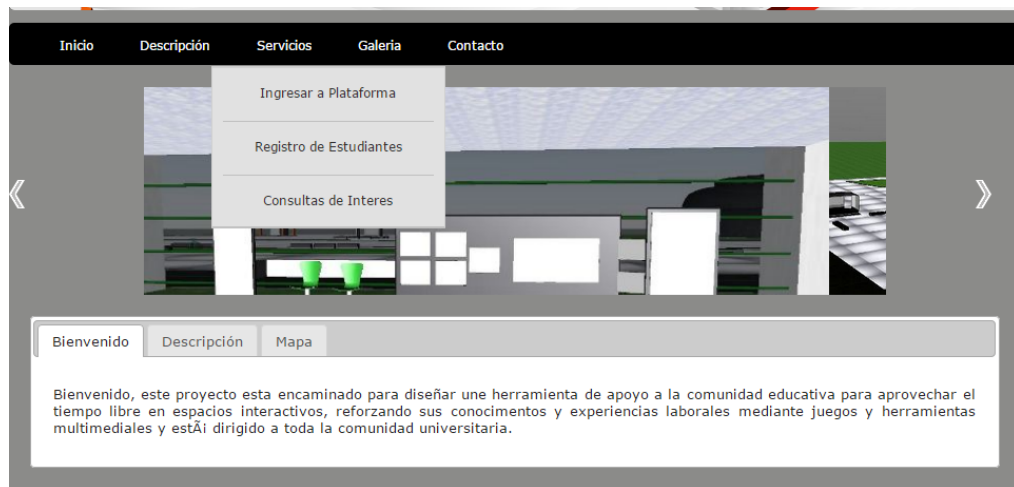 Inicio Descripción Servicios Galeria Contacto
Ingresar a Plataforma
Registro de Estudiantes
Consultas de Interes
Bienvenido Descripción Mapa
Bienvenido, este proyecto esta encaminado para diseñar une herramienta de apoyo a la comunidad educativa para aprovechar el
tiempo libre en espacios interactivos, reforzando sus conocimentos y experiencias laborales mediante juegos y herramientas
multimediales y estÃ¡ dirigido a toda la comunidad universitaria.